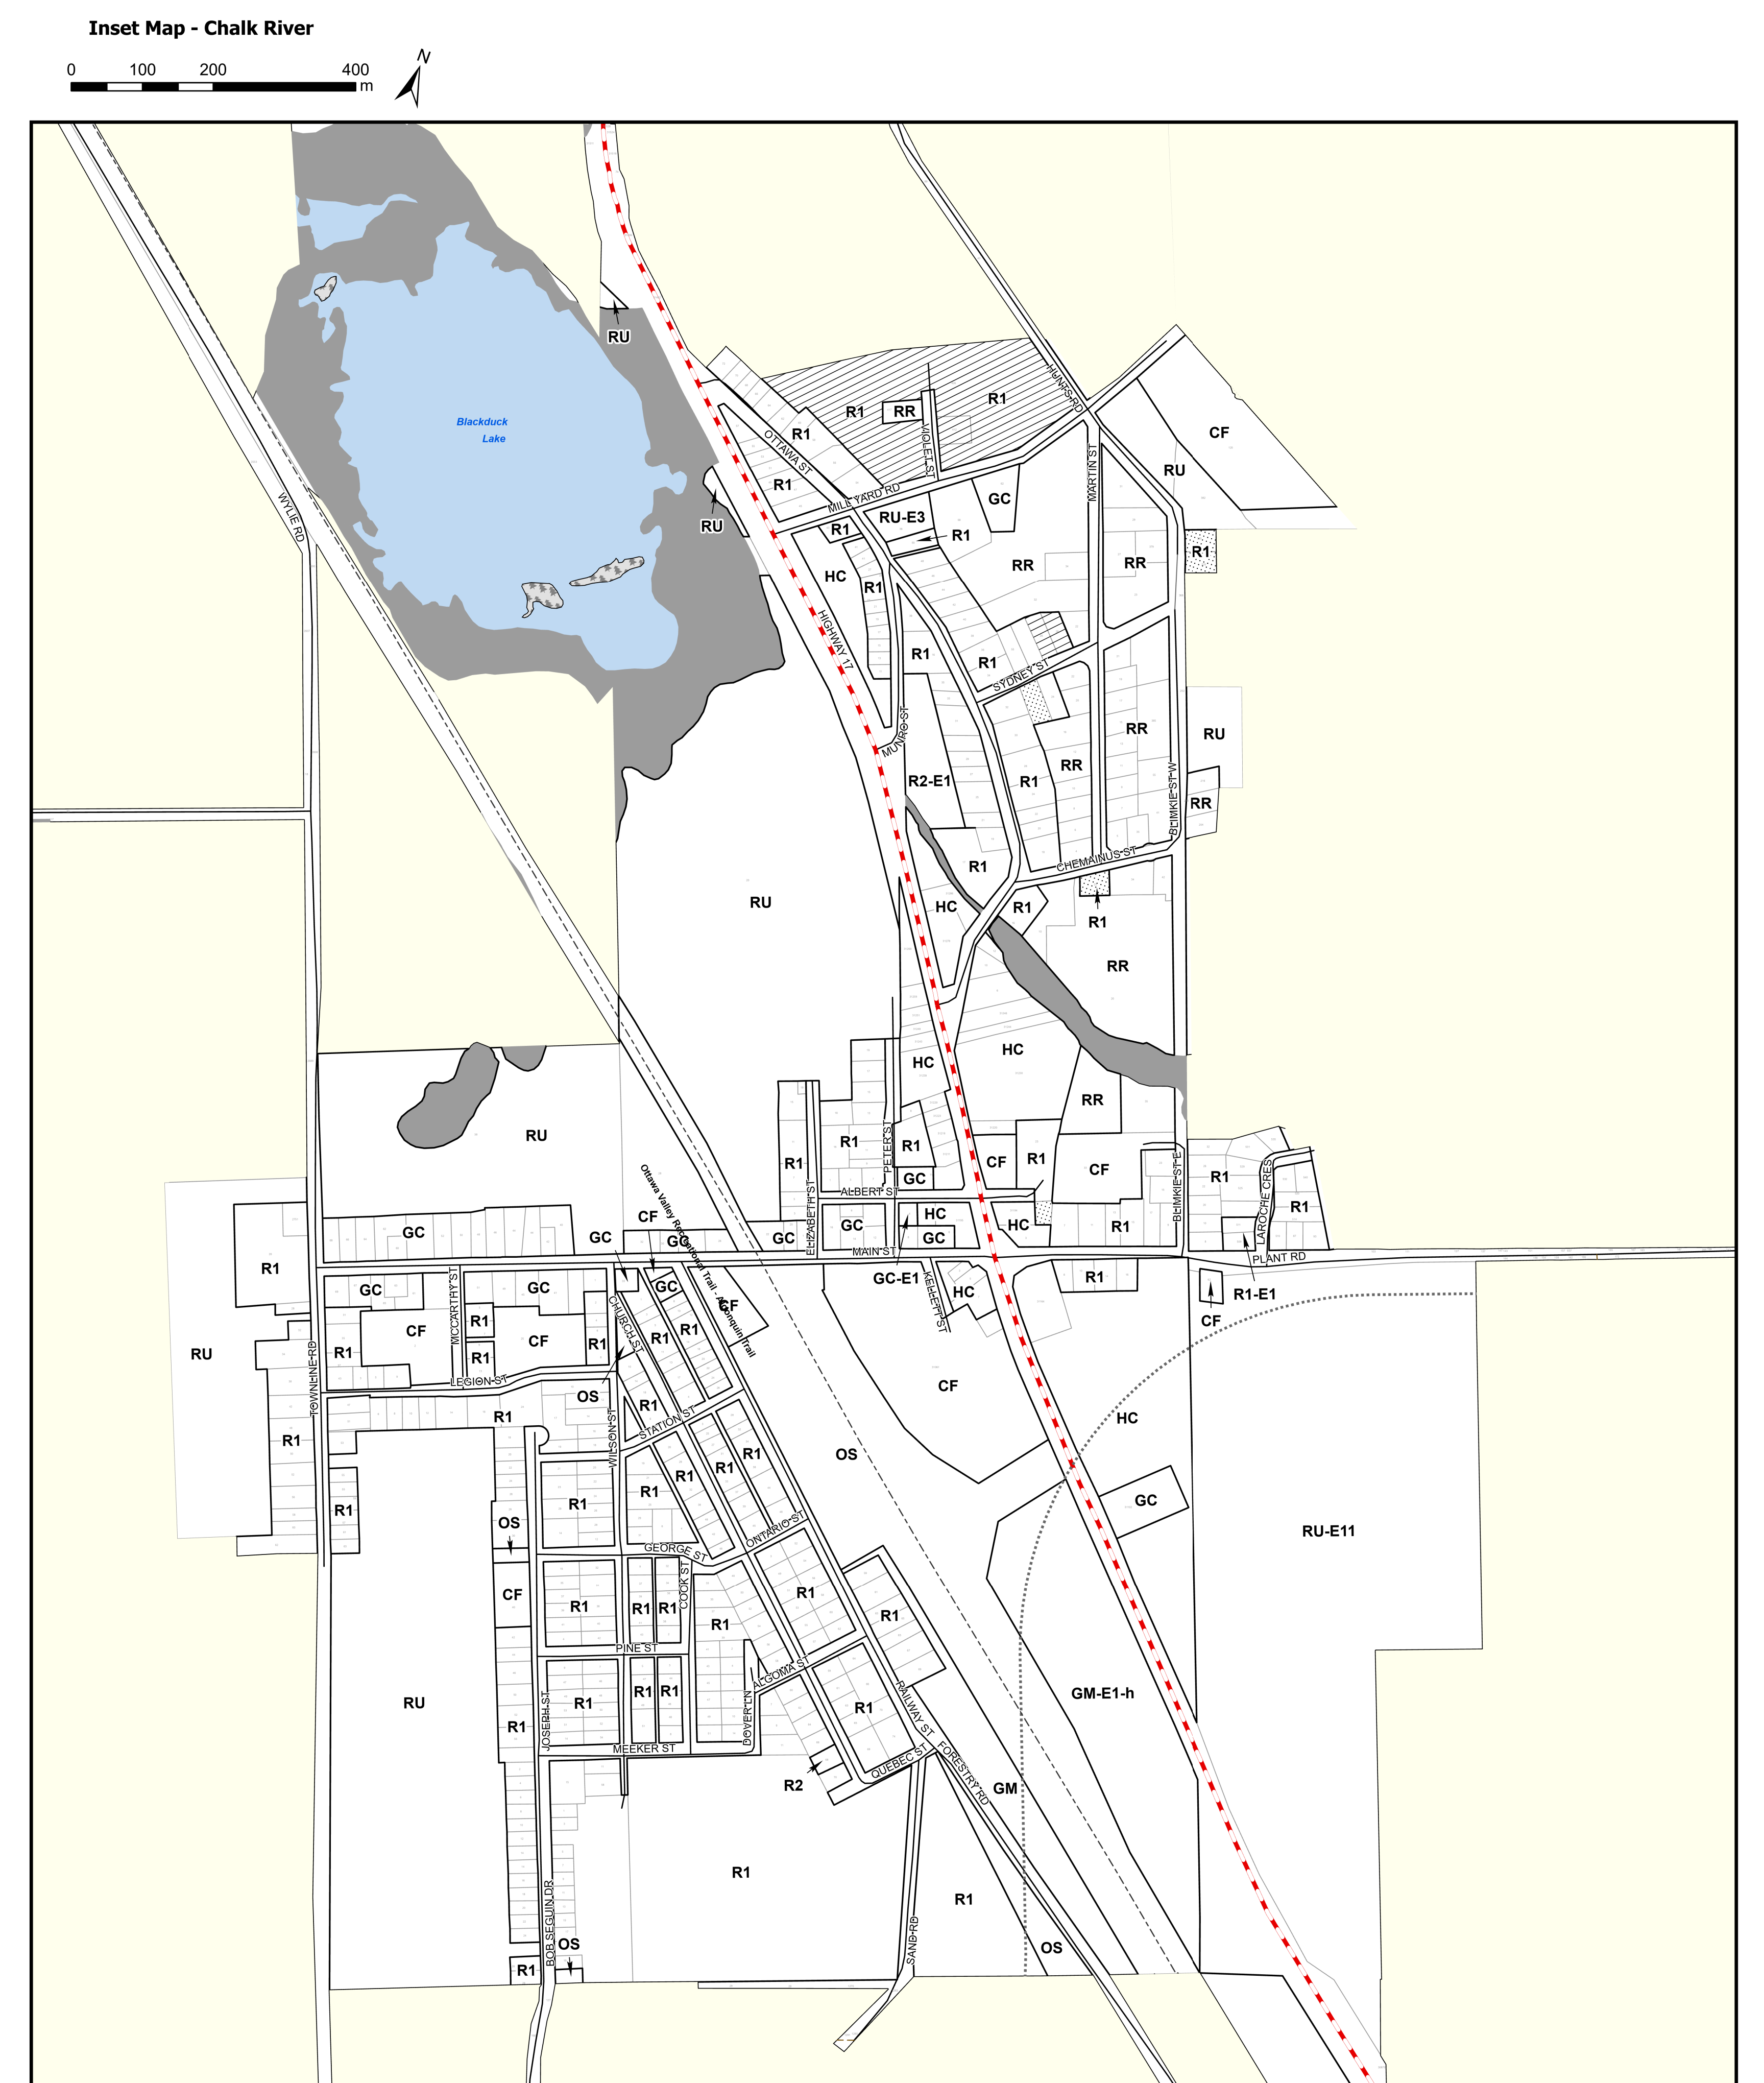 Inset Map - Chalk River
N
0 100 200 400
m
RU
Blackduck
Lake
HUNTS RD
R1
R1
RR
CF
R1
OTTAWA ST
VIOLET ST
MARTIN ST
RU
R1
MILL YARD RD
GC
WYLIE RD
RU
RU-E3
R1
R1
R1
RR
RR
HC
R1
HIGHWAY 17
R1
R1
SYDNEY ST
MUNRO ST
RR
RU
RR
R1
R2-E1
BLIMKIE ST W
RR
CHEMAINUS ST
R1
RU
HC
R1
R1
RR
HC
HC
RR
RU
R1
PETER ST
R1
R1
CF
R1
CF
BLIMKIE ST E
R1
LAROCHE CRES
R1
GC
ELIZABETH ST
ALBERT ST
Ottawa Valley Recreational Trail - Algonquin Trail
CF
GC
GC
GC
GC
GC
HC
GC
HC
R1
MAIN ST
PLANT RD
R1
GC-E1
KELLETT ST
HC
R1
R1-E1
CF
GC
MCCARTHY ST
GC
GC
CF
CHURCH ST
R1
R1
CF
R1
CF
R1
R1
R1
RU
TOWNLINE RD
LEGION ST
OS
OS
CF
R1
STATION ST
R1
WILSON ST
HC
R1
OS
R1
R1
R1
R1
R1
R1
GC
OS
ONTARIO ST
RU-E11
GEORGE ST
CF
R1
R1
R1
COOK ST
R1
R1
R1
PINE ST
ALGOMA ST
RU
R1
R1
R1
R1
JOSEPH ST
DOVER LN
R1
RAILWAY ST
GM-E1-h
MEEKER ST
QUEBEC ST
FORESTRY RD
R2
GM
R1
R1
BOB SEGUIN DR
SAND RD
OS
OS
R1